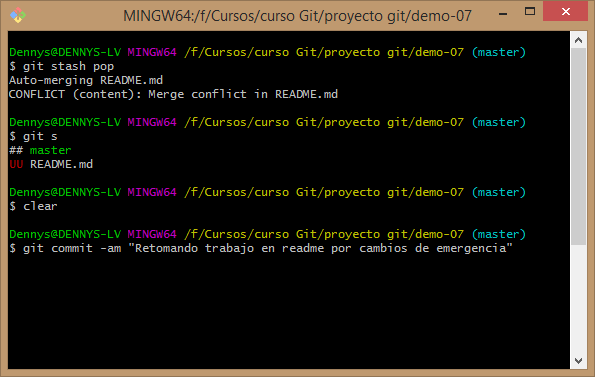 MINGW64:/f/Cursos/curso Git/proyecto git/demo-07
Dennys@DENNYS-LV MINGW64 /f/Cursos/curso Git/proyecto git/demo-07 (master)
$ git stash pop
Auto-merging README.md
CONFLICT (content): Merge conflict in README.md
Dennys@DENNYS-LV MINGW64 /f/Cursos/curso Git/proyecto git/demo-07 (master)
$ git s
## master
UU README.md
Dennys@DENNYS-LV MINGW64 /f/Cursos/curso Git/proyecto git/demo-07 (master)
$ clear
Dennys@DENNYS-LV MINGW64 /f/Cursos/curso Git/proyecto git/demo-07 (master)
$ git commit -am "Retomando trabajo en readme por cambios de emergencia"